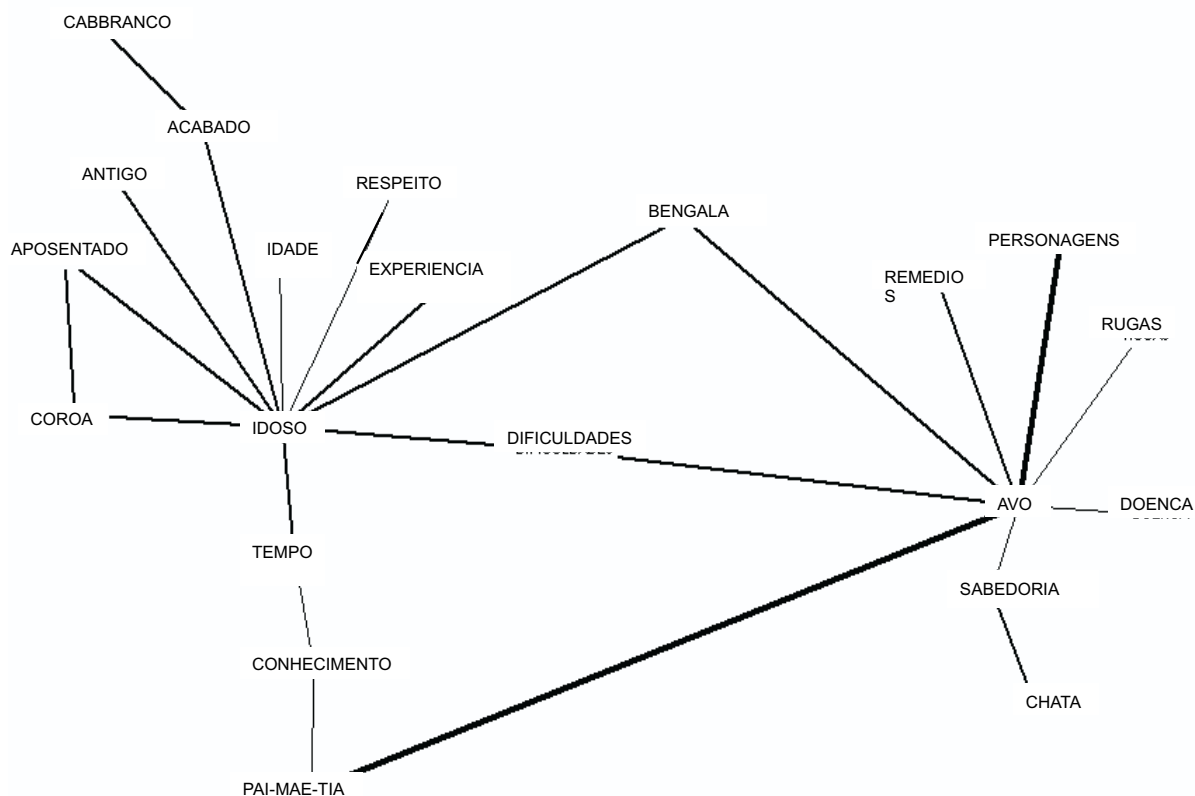 CABBRANCO
ACABADO
ANTIGO
RESPEITO
BENGALA
APOSENTADO
IDADE
EXPERIENCIA
PERSONAGENS
REMEDIO
S
RUGAS
COROA
IDOSO
DIFICULDADES
AVO
DOENCA
TEMPO
SABEDORIA
CONHECIMENTO
CHATA
PAI-MAE-TIA